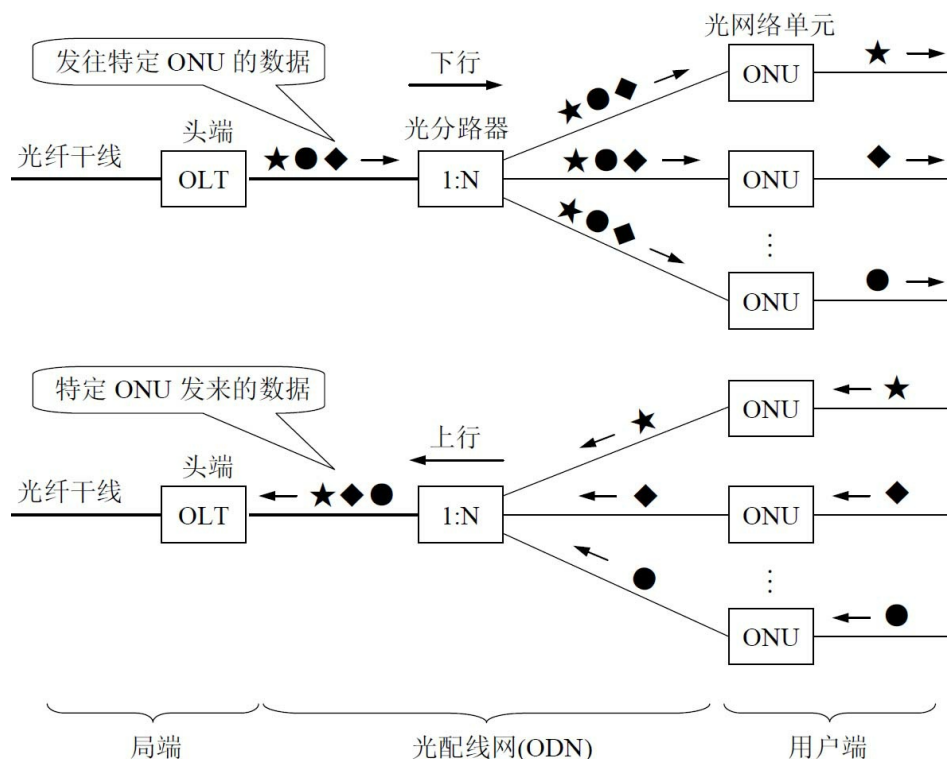 光网络单元
发往特定 ONU 的数据
下行
ONU
头端
光分路器
光纤干线
OLT
1:N
ONU
⋮
ONU
特定 ONU 发来的数据
上行
ONU
头端
光纤干线
OLT
1:N
ONU
⋮
ONU
局端
光配线网(ODN)
用户端